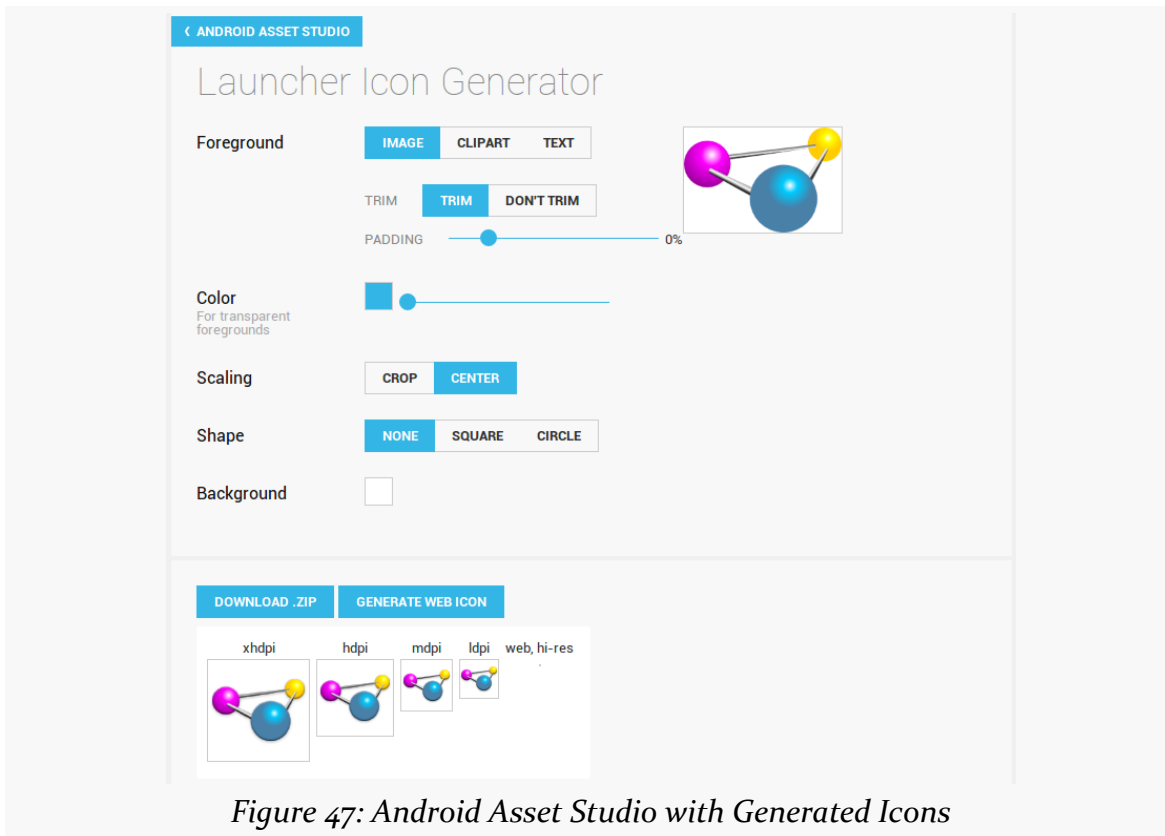 ‹ ANDROID ASSET STUDIO
Launcher Icon Generator
Foreground
IMAGE CLIPART TEXT
TRIM TRIM DON'T TRIM
PADDING 0%
Color
For transparent
foregrounds
Scaling
CROP CENTER
Shape
NONE SQUARE CIRCLE
Background
DOWNLOAD .ZIP GENERATE WEB ICON
xhdpi hdpi mdpi ldpi web, hi-res
Figure 47: Android Asset Studio with Generated Icons